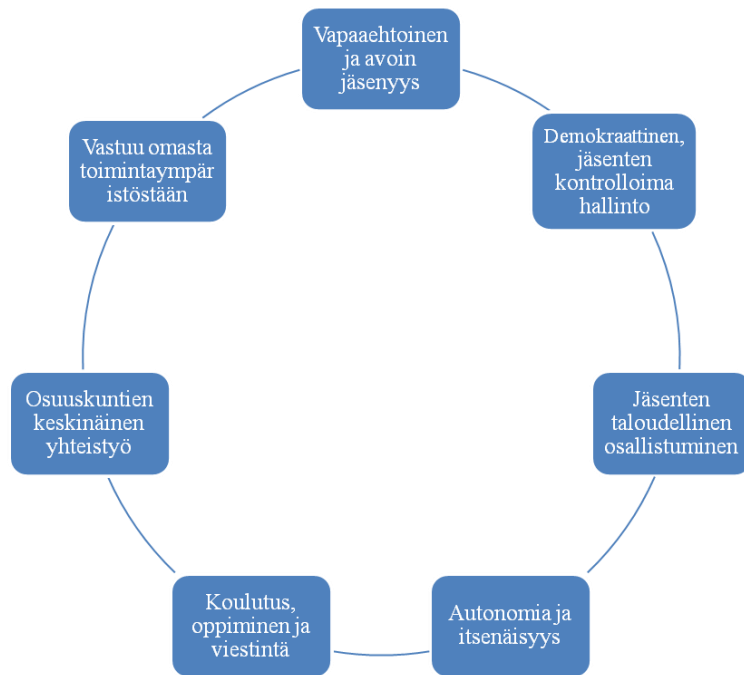 Vapaaehtoinen
ja avoin
jäsenyys
Demokraattinen,
jäsenten
kontrolloima
hallinto
Jäsenten
taloudellinen
osallistuminen
Autonomia ja
itsenäisyys
Koulutus,
oppiminen ja
viestintä
Osuuskuntien
keskinäinen
yhteistyö
Vastuu omasta
toimintaympär
istöstään